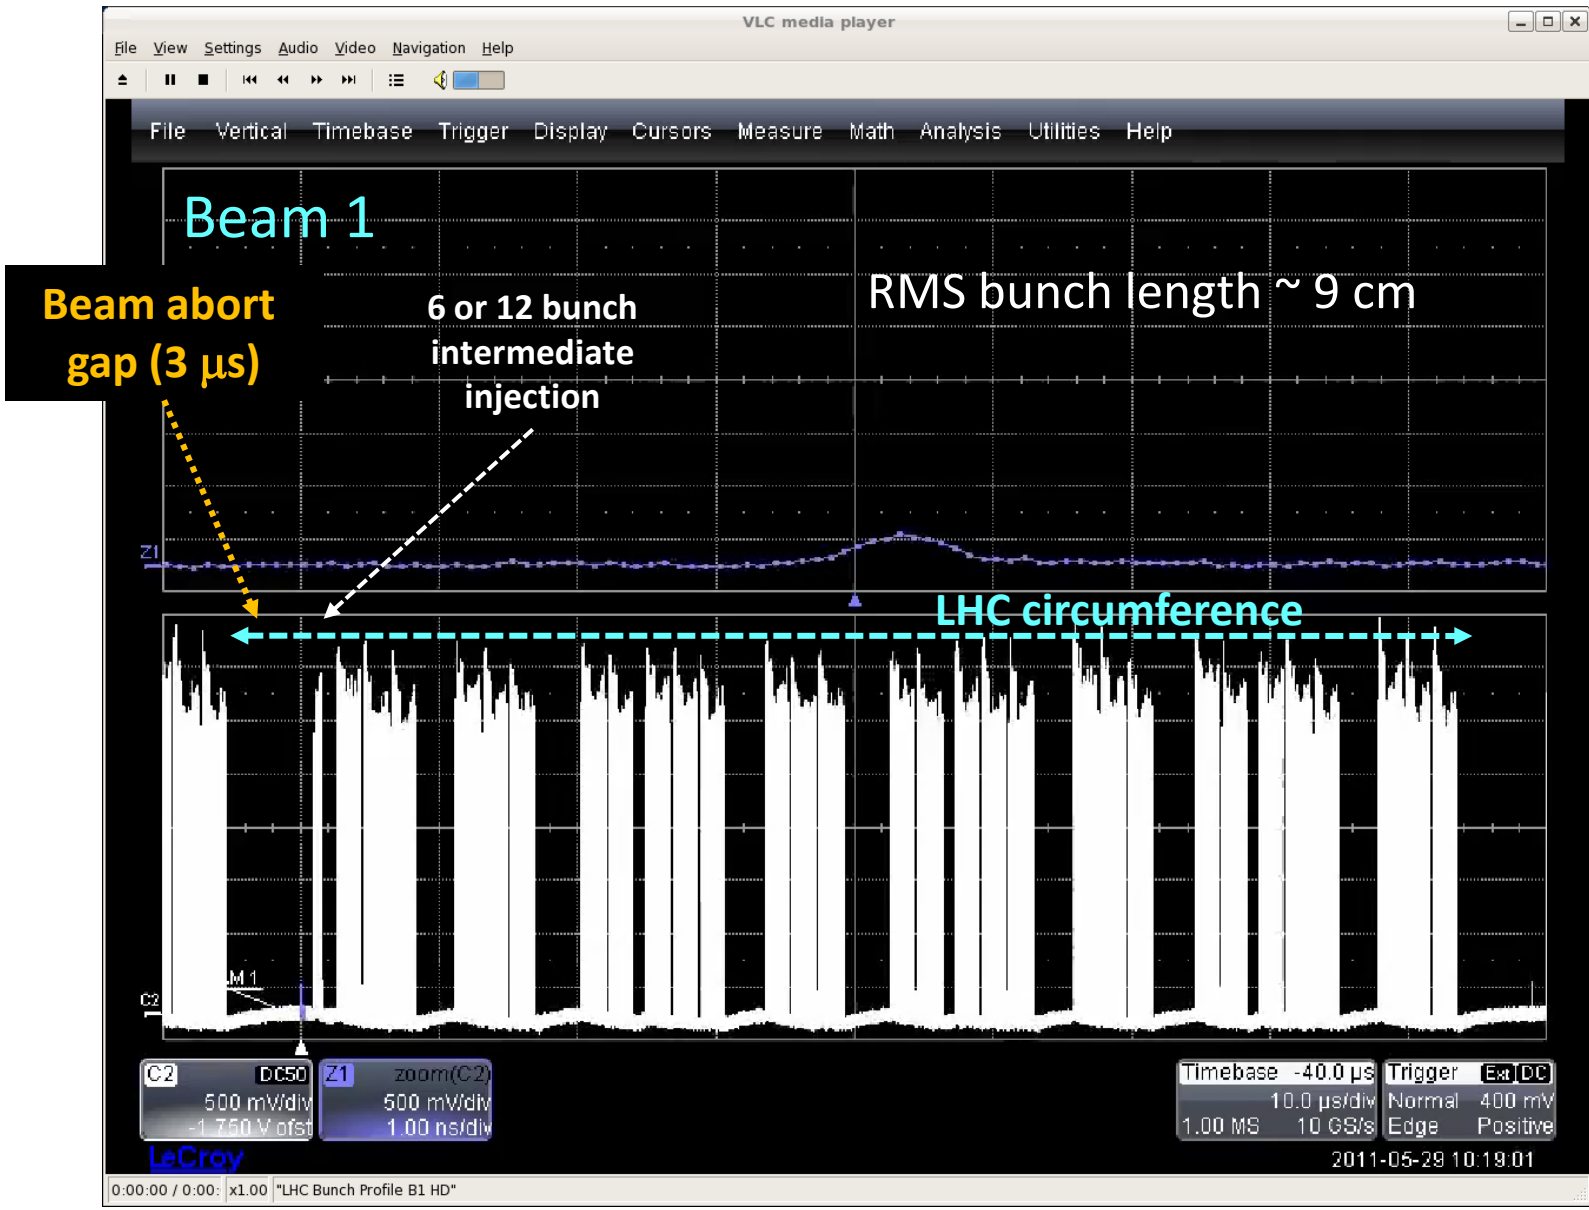 VLC media player
File View Settings Audio Video Navigation Help
File Vertical Timebase Trigger Display Cursors Measure Math Analysis Utilities Help
Beam 1
Beam abort
gap (3 μs)
6 or 12 bunch
intermediate
injection
RMS bunch length ~ 9 cm
Z1
LHC circumference
LM 1
C2
C2 DC50
500 mV/div
-1.750 V ofst
Z1 zoom(C2)
500 mV/div
1.00 ns/div
Timebase -40.0 μs
10.0 μs/div
1.00 MS 10 GS/s
Trigger Ext DC
Normal 400 mV
Edge Positive
LeCroy
2011-05-29 10:19:01
0:00:00 / 0:00: x1.00 "LHC Bunch Profile B1 HD"